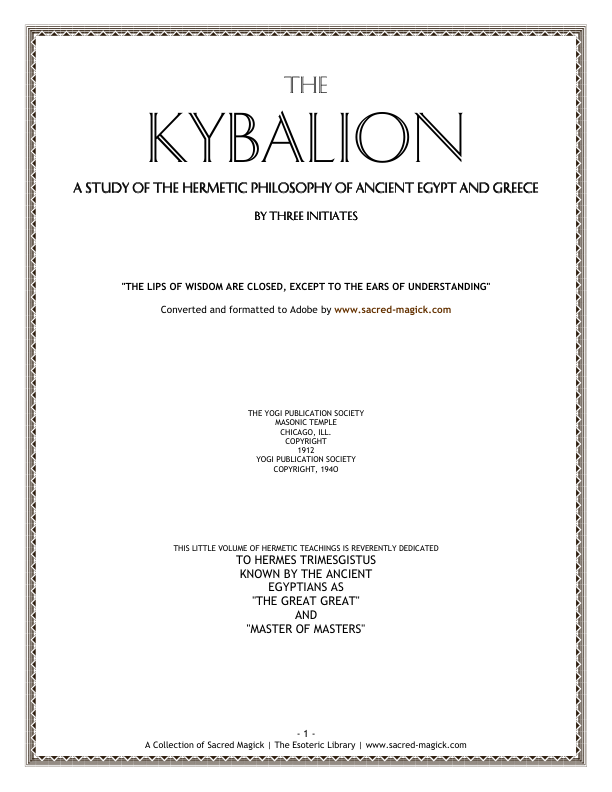 THE
KYBALION
A STUDY OF THE HERMETIC PHILOSOPHY OF ANCIENT EGYPT AND GREECE
BY THREE INITIATES
"THE LIPS OF WISDOM ARE CLOSED, EXCEPT TO THE EARS OF UNDERSTANDING"
Converted and formatted to Adobe by www.sacred-magick.com
THE YOGI PUBLICATION SOCIETY
MASONIC TEMPLE
CHICAGO, ILL.
COPYRIGHT
1912
YOGI PUBLICATION SOCIETY
COPYRIGHT, 194O
THIS LITTLE VOLUME OF HERMETIC TEACHINGS IS REVERENTLY DEDICATED
TO HERMES TRIMESGISTUS
KNOWN BY THE ANCIENT
EGYPTIANS AS
"THE GREAT GREAT"
AND
"MASTER OF MASTERS"
- 1 -
A Collection of Sacred Magick | The Esoteric Library | www.sacred-magick.com